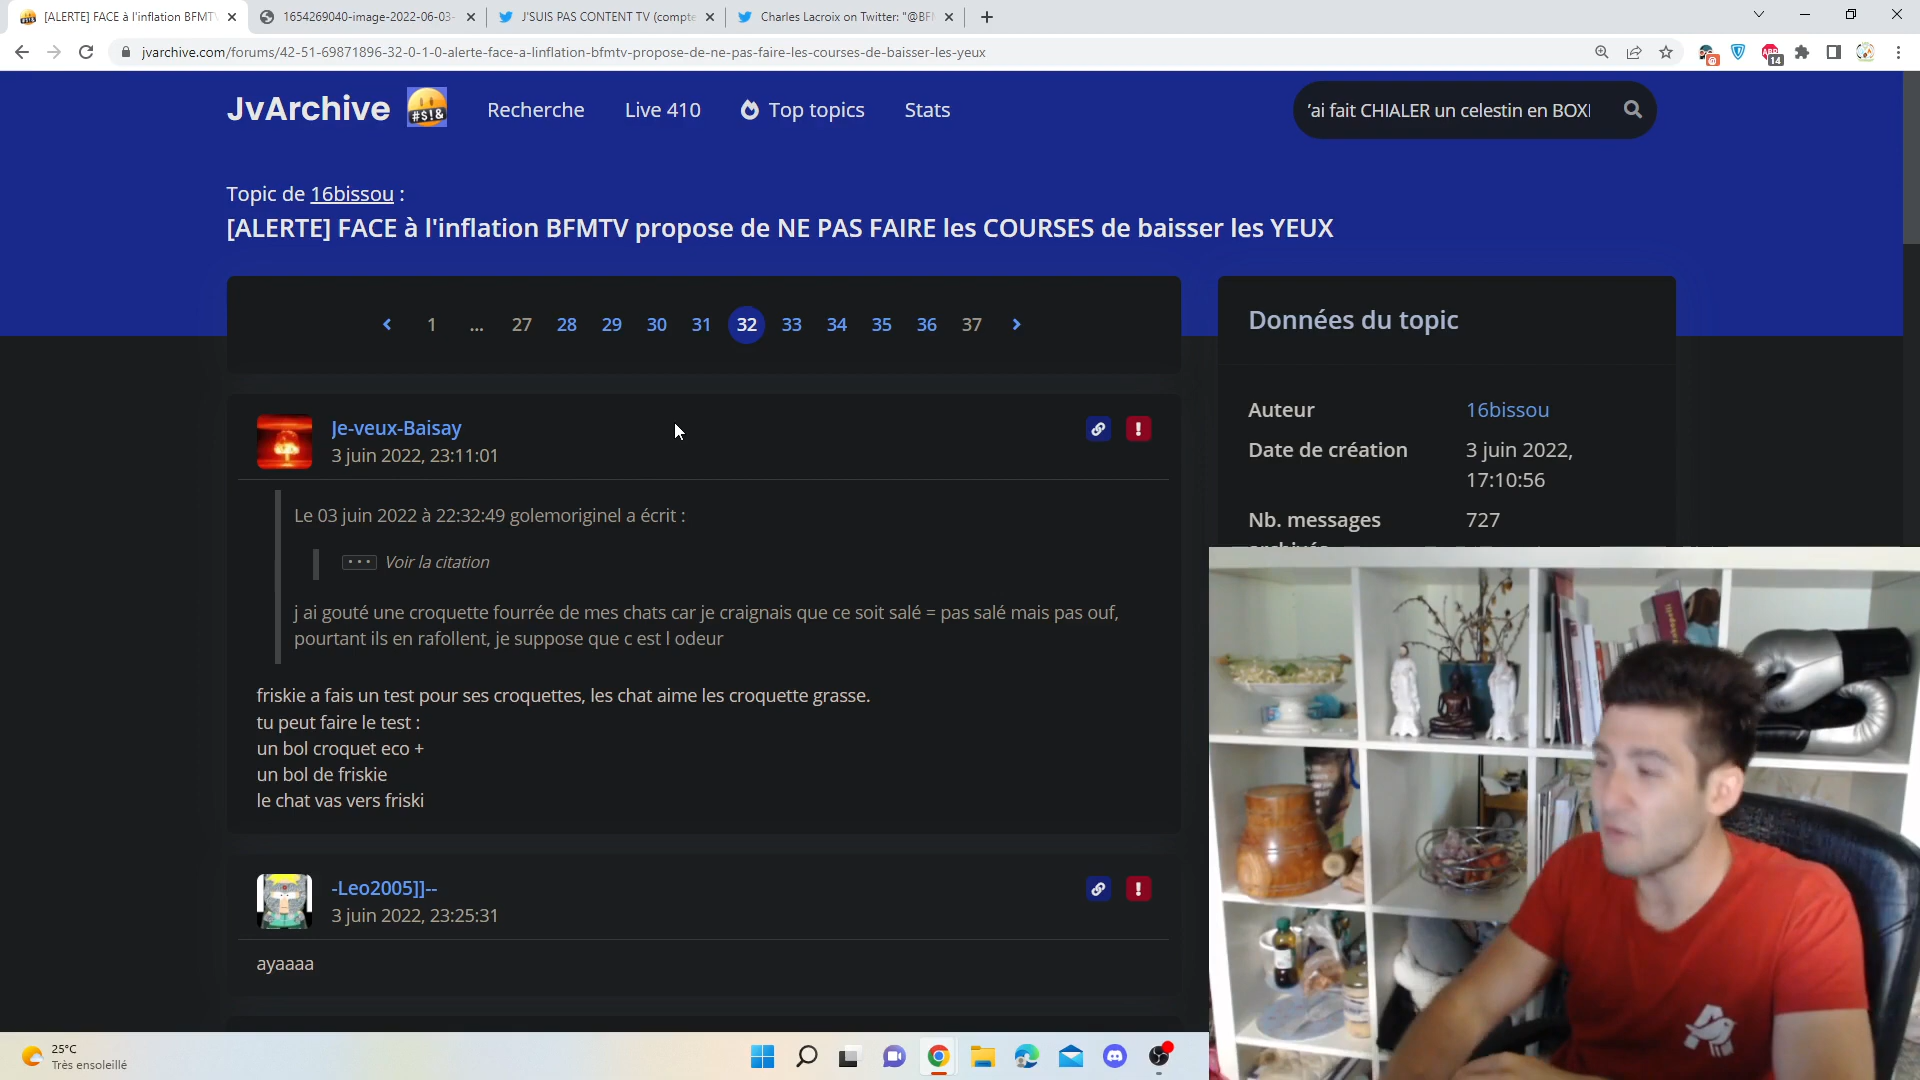 [ALERTE] FACE à l'inflation BFMTV
1654269040-image-2022-06-03-
J'SUIS PAS CONTENT TV (compte
Charles Lacroix on Twitter: "@BF
jvarchive.com/forums/42-51-69871896-32-0-1-0-alerte-face-a-linflation-bfmtv-propose-de-ne-pas-faire-les-courses-de-baisser-les-yeux
14
JvArchive
#$!&
Recherche
Live 410
Top topics
Stats
'ai fait CHIALER un celestin en BOXI
Topic de 16bissou :
[ALERTE] FACE à l'inflation BFMTV propose de NE PAS FAIRE les COURSES de baisser les YEUX
1 ... 27 28 29 30 31 32 33 34 35 36 37
Données du topic
Auteur 16bissou
Date de création 3 juin 2022,
17:10:56
Nb. messages 727
archivés
Je-veux-Baisay
3 juin 2022, 23:11:01
Le 03 juin 2022 à 22:32:49 golemoriginel a écrit :
Voir la citation
j ai gouté une croquette fourrée de mes chats car je craignais que ce soit salé = pas salé mais pas ouf,
pourtant ils en rafollent, je suppose que c est l odeur
friskie a fais un test pour ses croquettes, les chat aime les croquette grasse.
tu peut faire le test :
un bol croquet eco +
un bol de friskie
le chat vas vers friski
-Leo2005]]--
3 juin 2022, 23:25:31
ayaaaa
25°C
Très ensoleillé